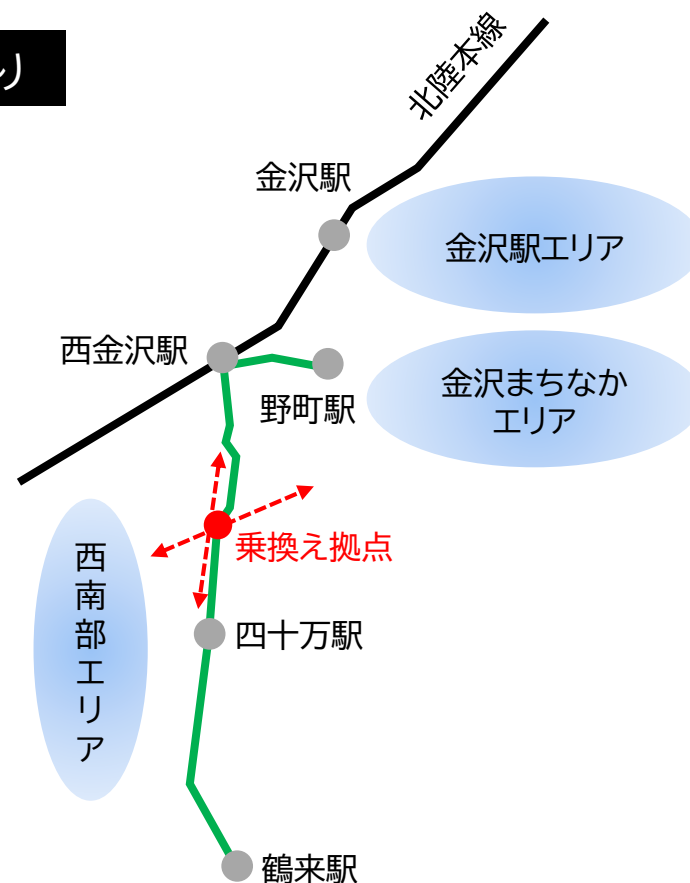 り
北陸本線
金沢駅
金沢駅エリア
西金沢駅
野町駅
金沢まちなか
エリア
乗換え拠点
西南部エリア
四十万駅
鶴来駅